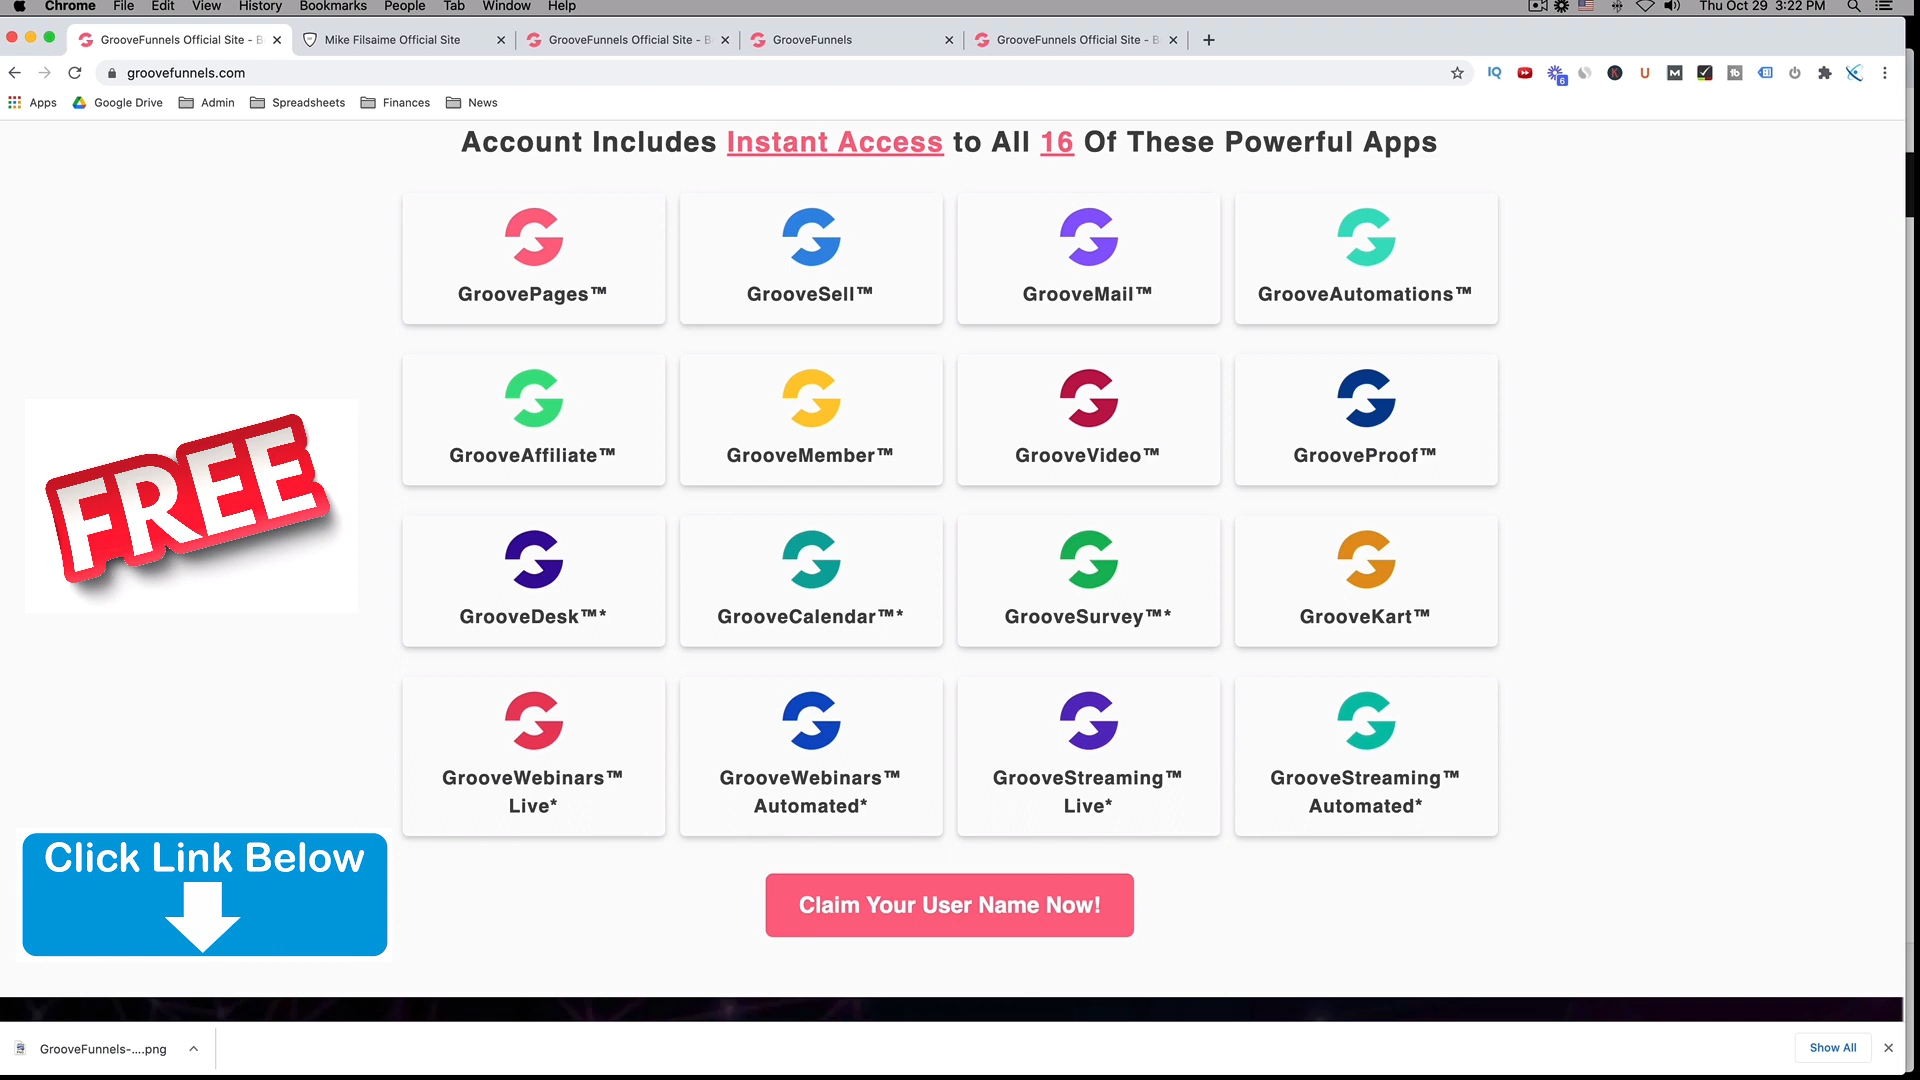 Chrome File Edit View History Bookmarks People Tab Window Help Thu Oct 29 3:22 PM
GrooveFunnels Official Site - B Mike Filsaime Official Site GrooveFunnels Official Site - B GrooveFunnels GrooveFunnels Official Site - B
groovefunnels.com
Apps Google Drive Admin Spreadsheets Finances News
Account Includes Instant Access to All 16 Of These Powerful Apps
GroovePages™ GrooveSell™ GrooveMail™ GrooveAutomations™
GrooveAffiliate™ GrooveMember™ GrooveVideo™ GrooveProof™
FREE
GrooveDesk™* GrooveCalendar™* GrooveSurvey™* GrooveKart™
GrooveWebinars™ GrooveWebinars™ GrooveStreaming™ GrooveStreaming™
Live* Automated* Live* Automated*
Click Link Below
Claim Your User Name Now!
GrooveFunnels-....png Show All